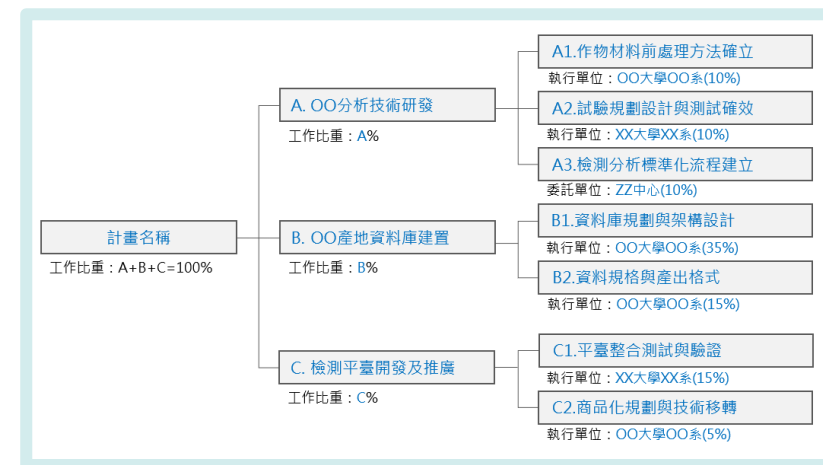 計畫名稱
工作比重：A+B+C=100%
A. OO分析技術研發
工作比重：A%
A1.作物材料前處理方法確立
執行單位：OO大學OO系(10%)
A2.試驗規劃設計與測試確效
執行單位：XX大學XX系(10%)
A3.檢測分析標準化流程建立
委託單位：ZZ中心(10%)
B. OO產地資料庫建置
工作比重：B%
B1.資料庫規劃與架構設計
執行單位：OO大學OO系(35%)
B2.資料規格與產出格式
執行單位：OO大學OO系(15%)
C. 檢測平臺開發及推廣
工作比重：C%
C1.平臺整合測試與驗證
執行單位：XX大學XX系(15%)
C2.商品化規劃與技術移轉
執行單位：OO大學OO系(5%)